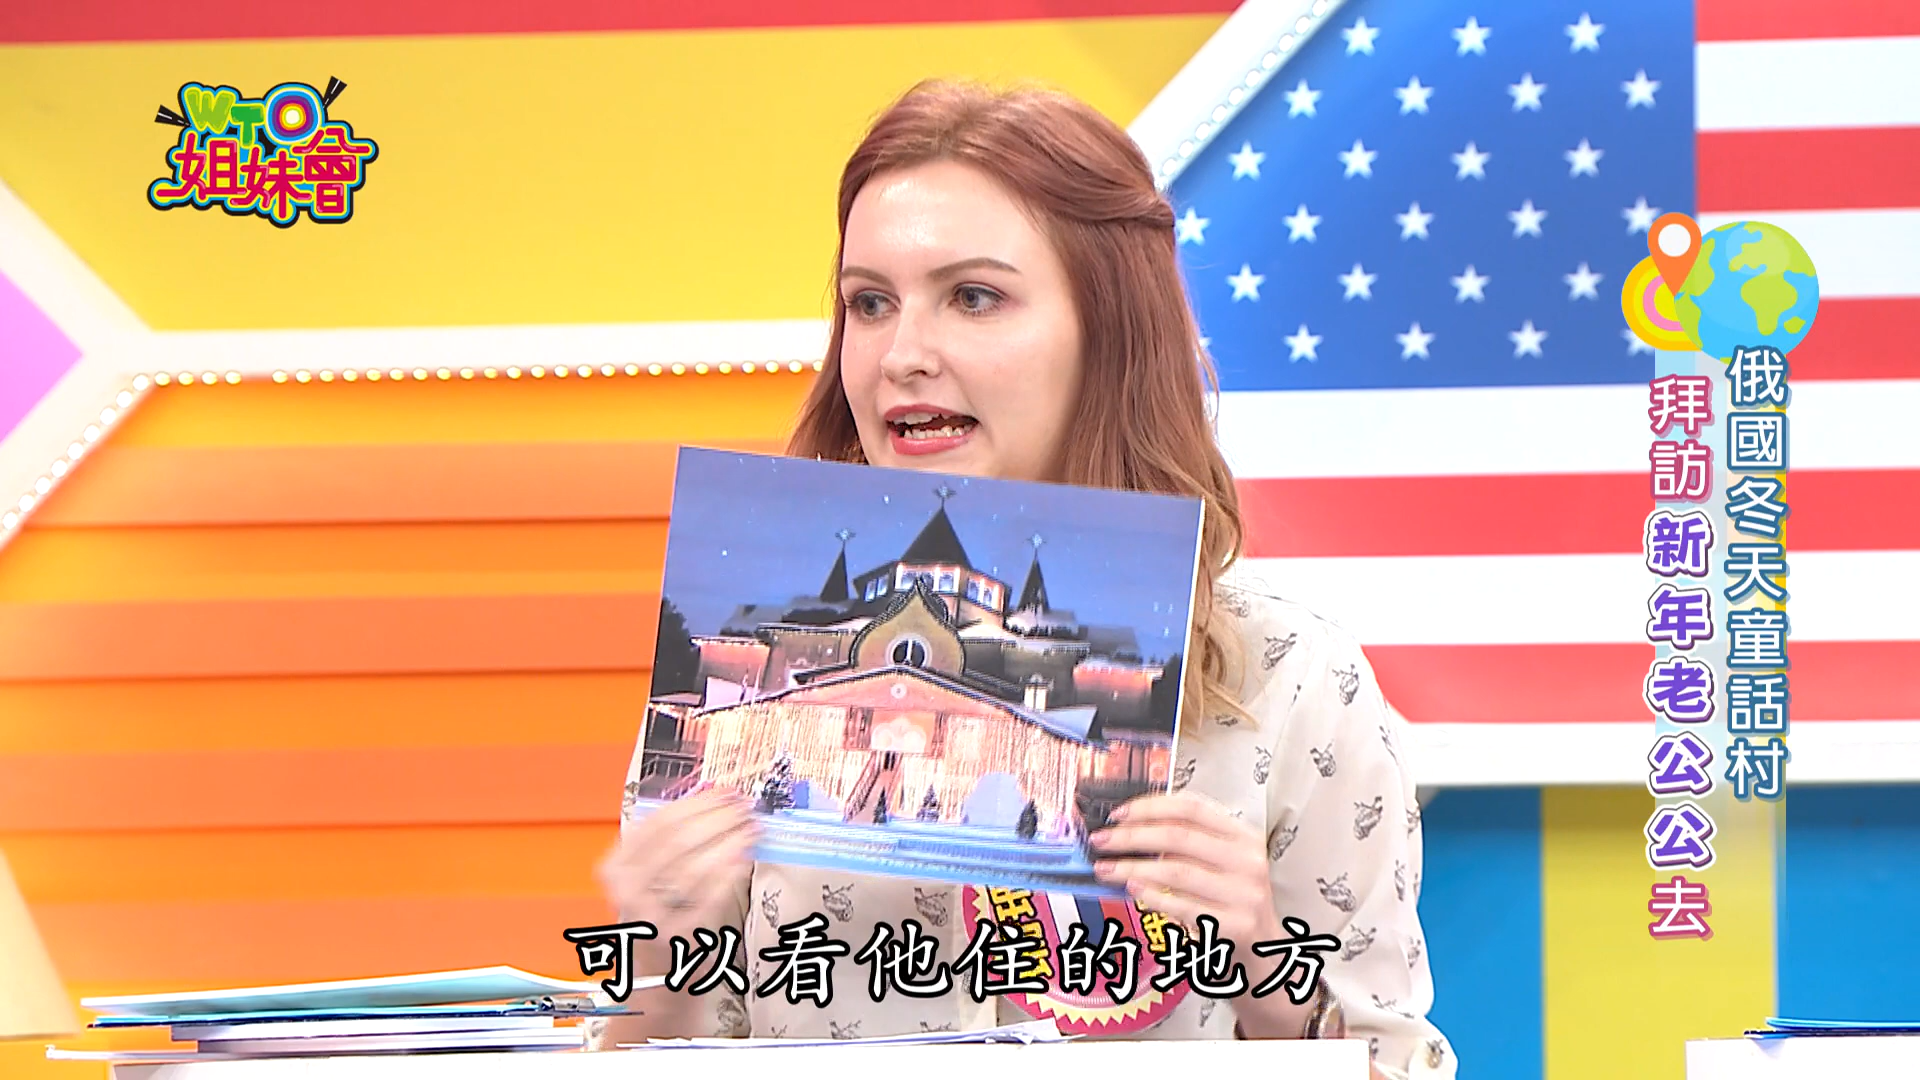 WTO
姐妹會
俄國冬天童話村
拜訪新年老公公去
可以看他住的地方